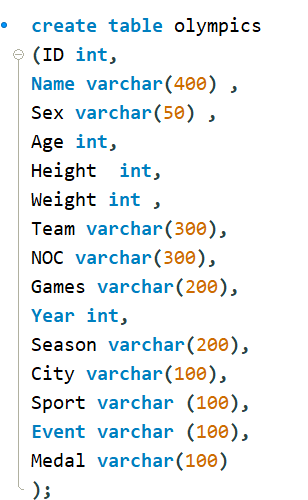 create table olympics
(ID int,
Name varchar(400) ,
Sex varchar(50) ,
Age int,
Height  int,
Weight int ,
Team varchar(300),
NOC varchar(300),
Games varchar(200),
Year int,
Season varchar(200),
City varchar(100),
Sport varchar (100),
Event varchar (100),
Medal varchar(100)
);